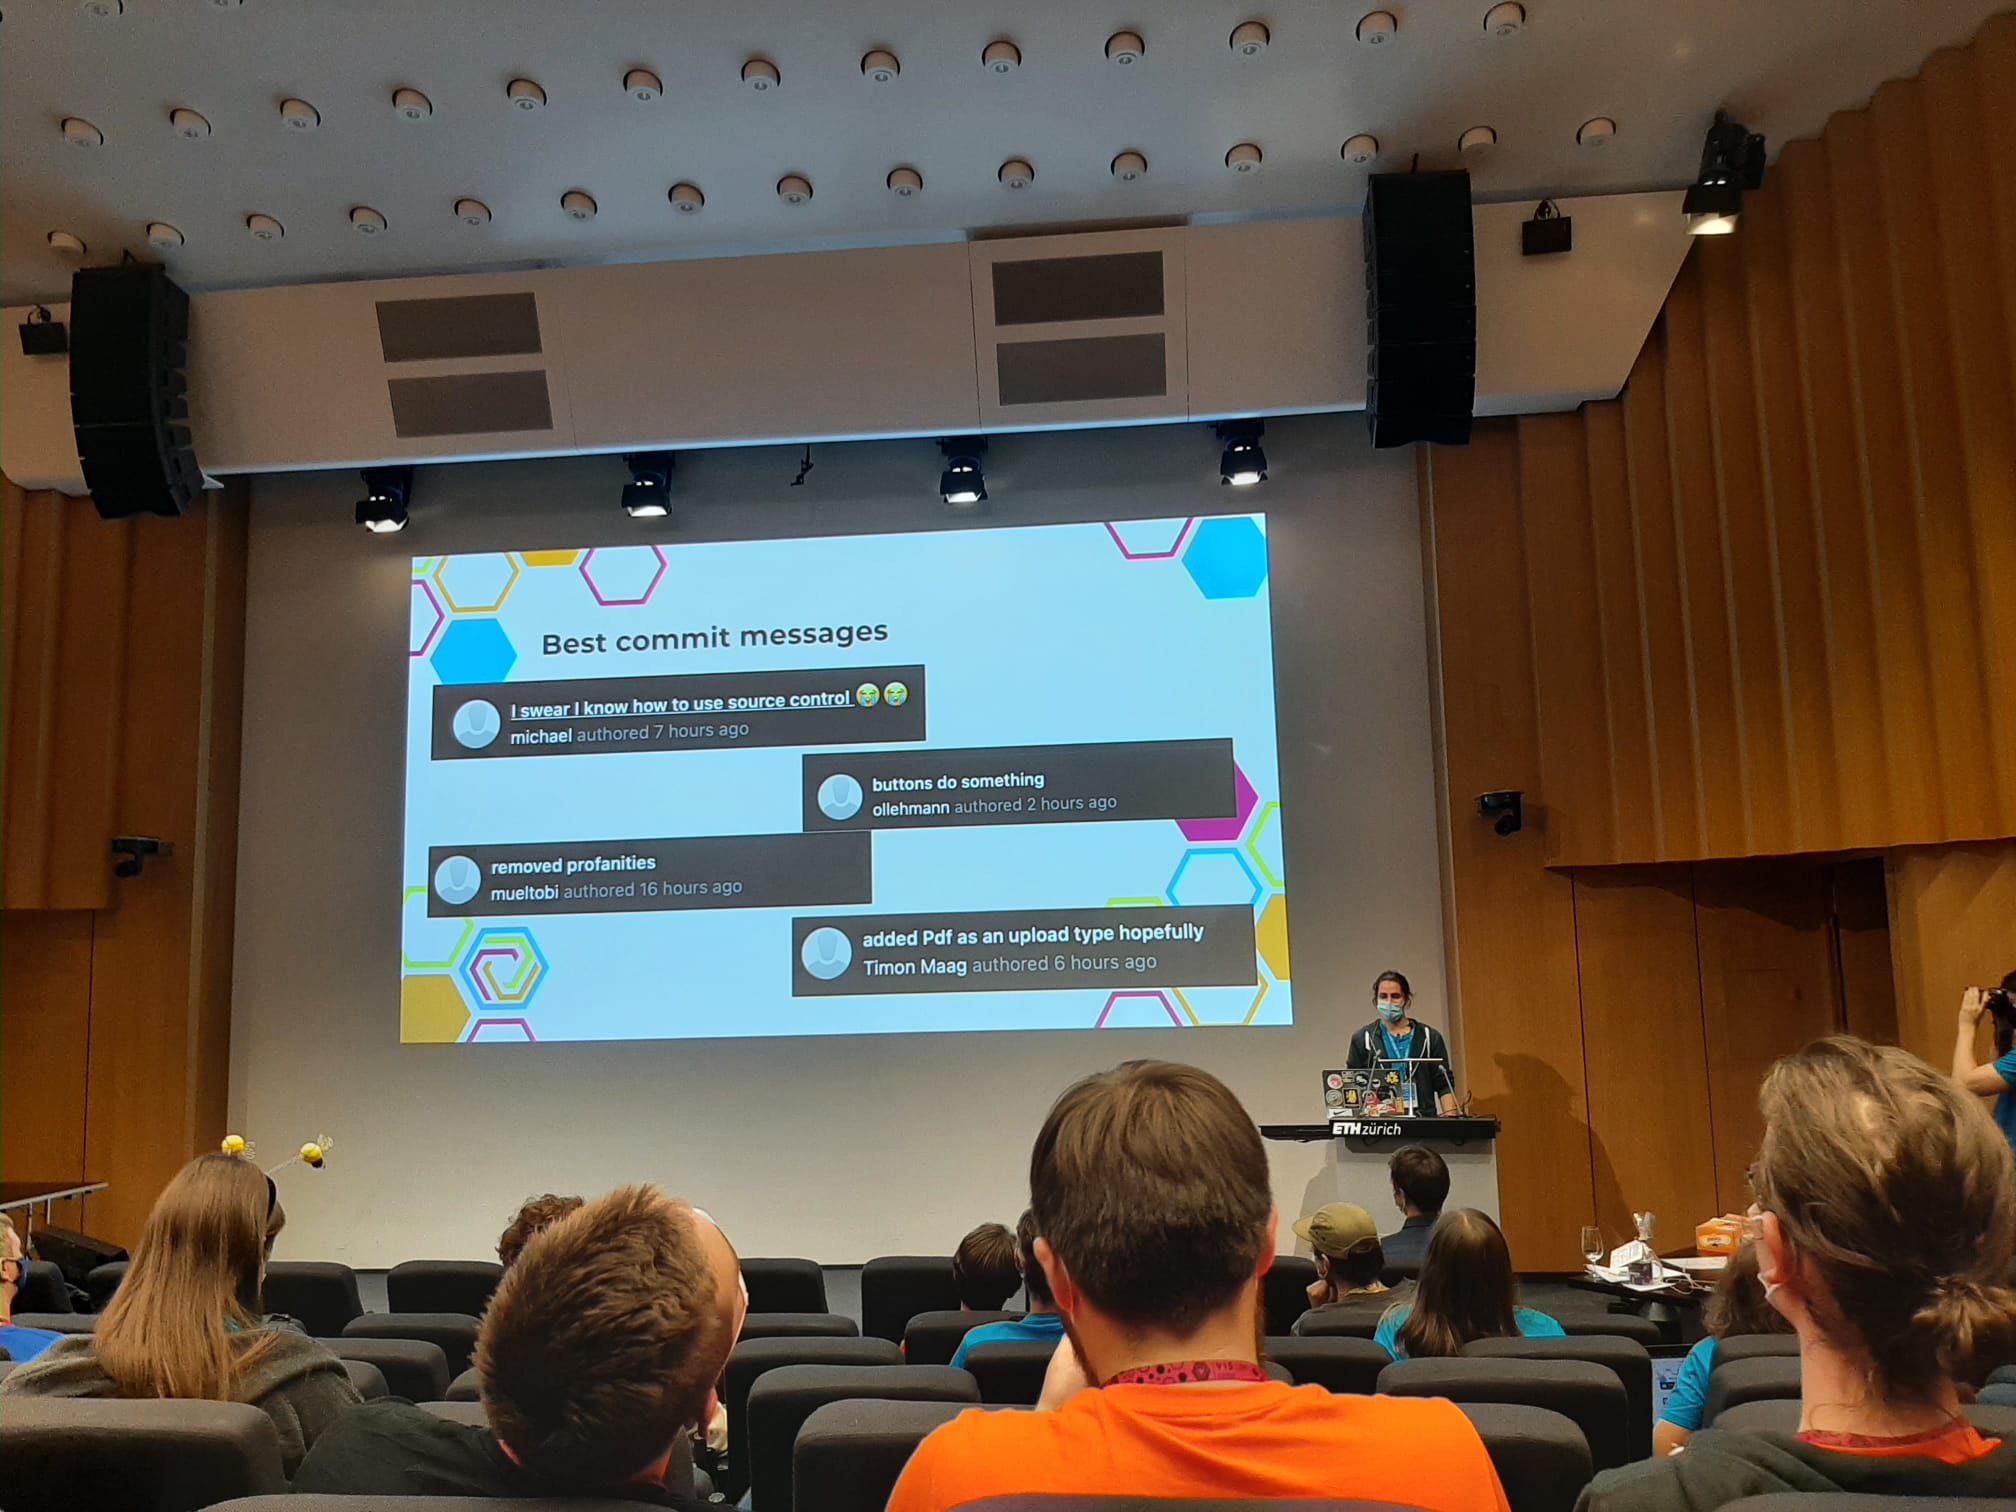 Best commit messages
I swear I know how to use source control 😭😭
michael authored 7 hours ago
buttons do something
ollehmann authored 2 hours ago
removed profanities
mueltobi authored 16 hours ago
added Pdf as an upload type hopefully
Timon Maag authored 6 hours ago
ETH zürich
VIS